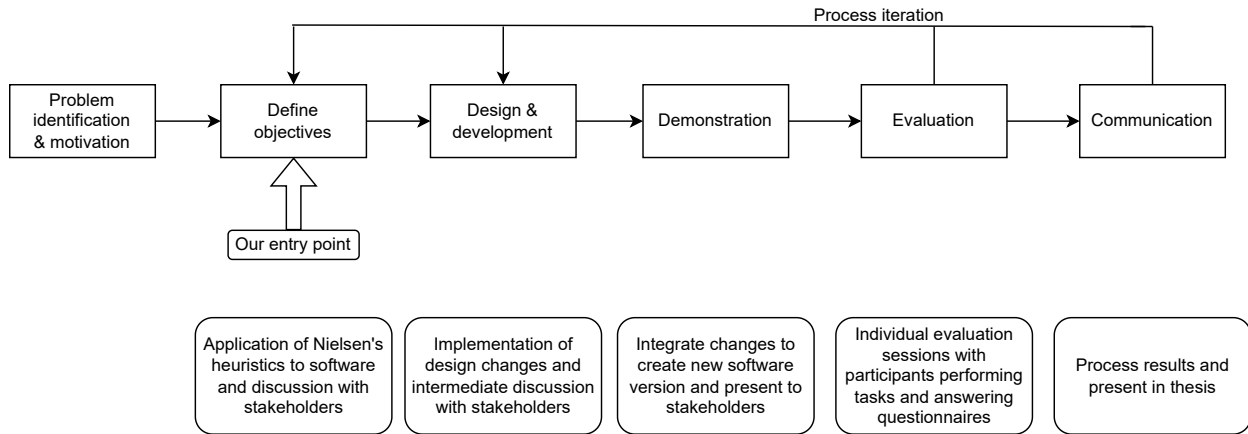 Process iteration
Problem
identification
& motivation
Define
objectives
Design &
development
Demonstration
Evaluation
Communication
Our entry point
Application of Nielsen's
heuristics to software
and discussion with
stakeholders
Implementation of
design changes and
intermediate discussion
with stakeholders
Integrate changes to
create new software
version and present to
stakeholders
Individual evaluation
sessions with
participants performing
tasks and answering
questionnaires
Process results and
present in thesis